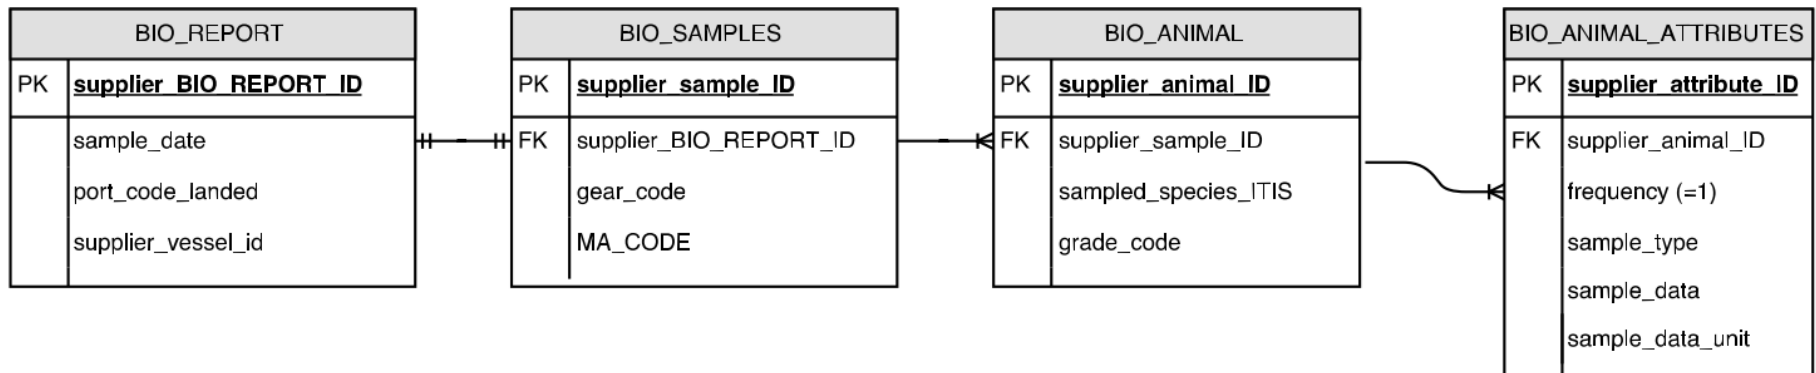 BIO_REPORT
PK supplier_BIO_REPORT_ID
sample_date
port_code_landed
supplier_vessel_id
BIO_SAMPLES
PK supplier_sample_ID
FK supplier_BIO_REPORT_ID
gear_code
MA_CODE
BIO_ANIMAL
PK supplier_animal_ID
FK supplier_sample_ID
sampled_species_ITIS
grade_code
BIO_ANIMAL_ATTRIBUTES
PK supplier_attribute_ID
FK supplier_animal_ID
frequency (=1)
sample_type
sample_data
sample_data_unit